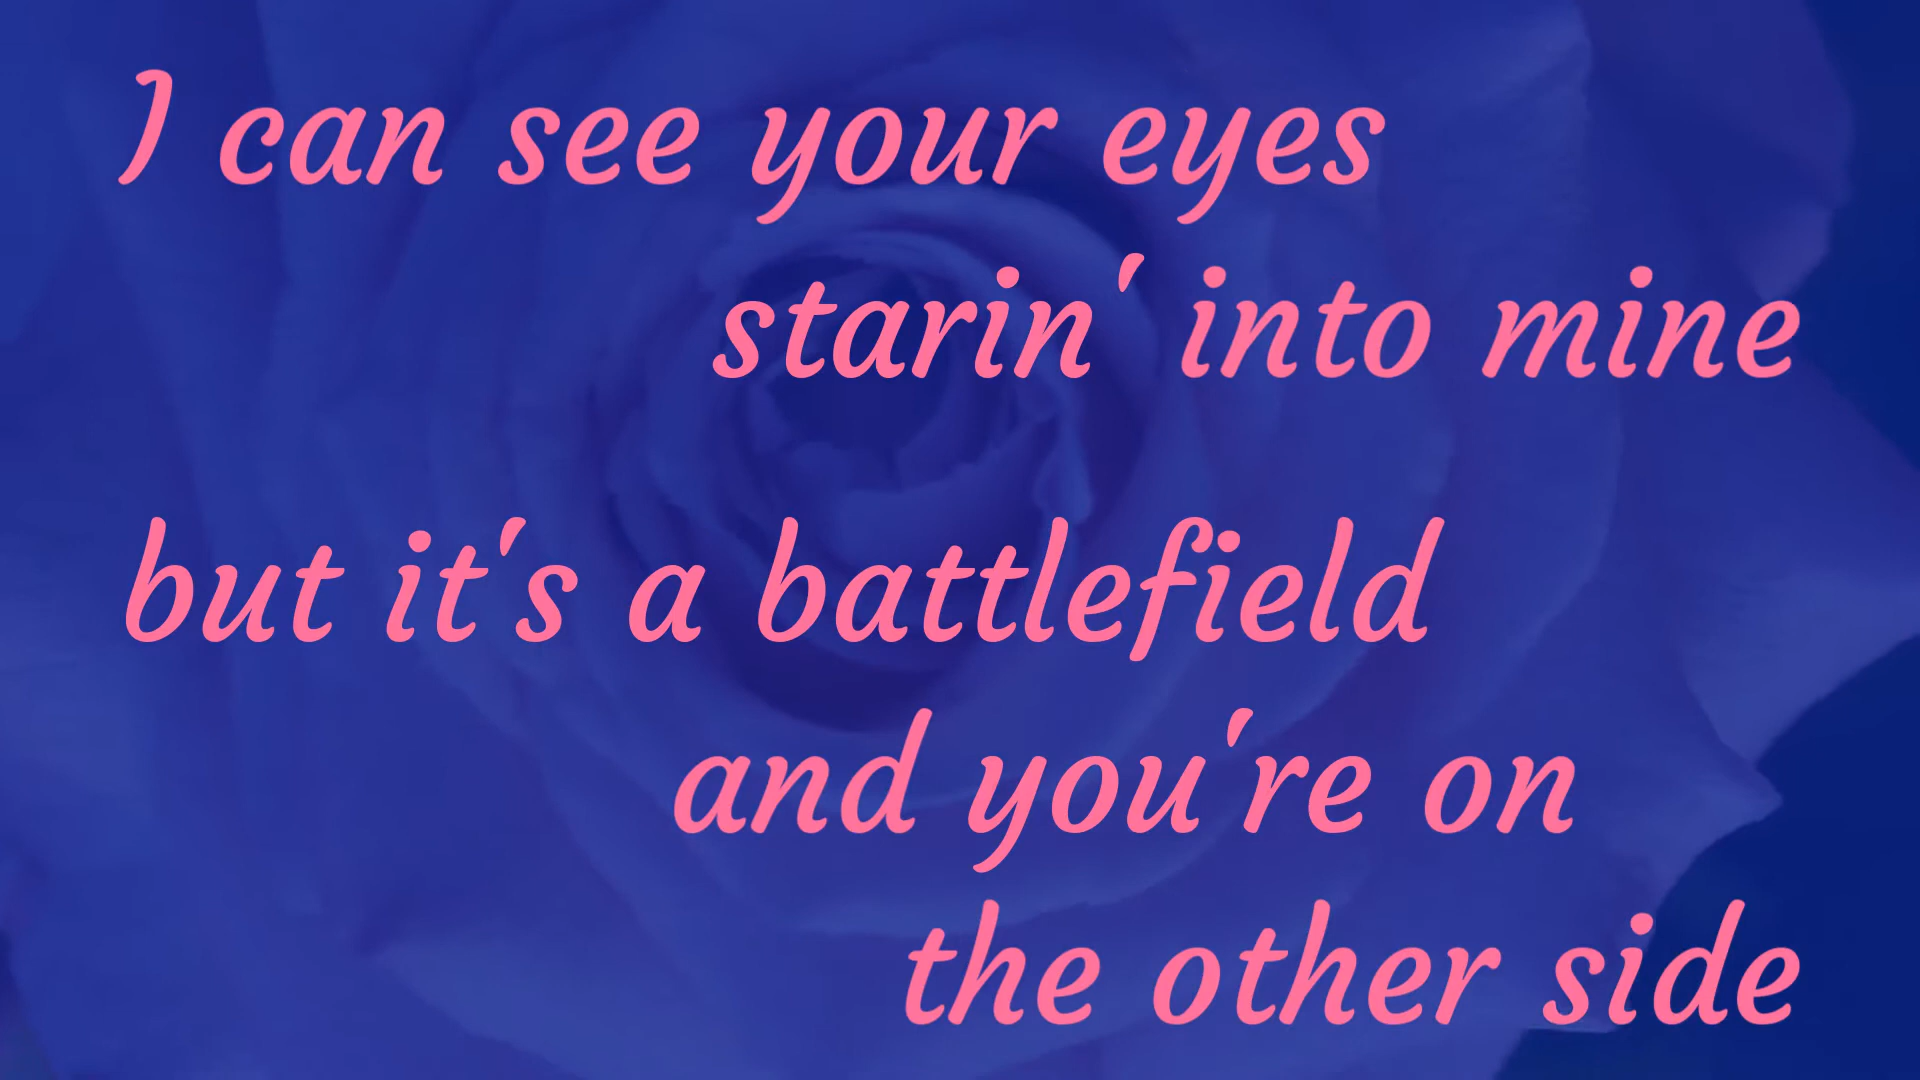 I can see your eyes
starin' into mine
but it's a battlefield
and you're on
the other side